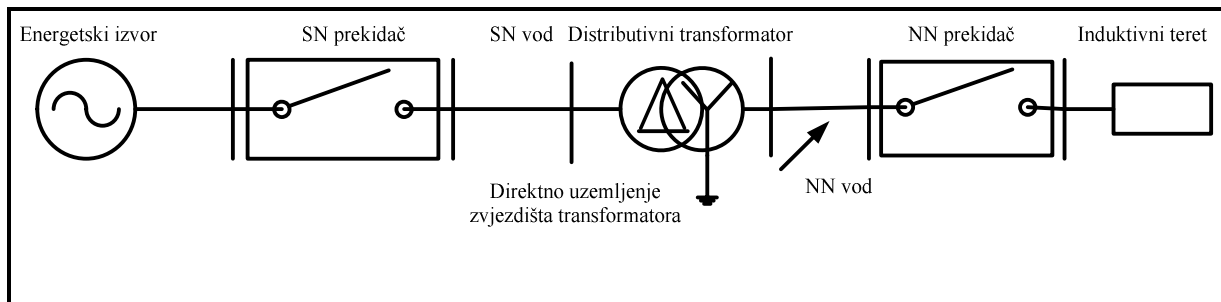 Energetski izvor
SN prekidač
SN vod
Distributivni transformator
NN prekidač
Induktivni teret
Direktno uzemljenje
zvjezdišta transformatora
NN vod